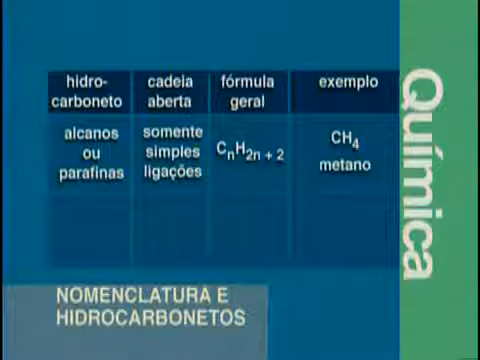 hidro-
carboneto
cadeia
aberta
fórmula
geral
exemplo
alcanos
ou
parafinas
somente
simples
ligações
CnH2n + 2
CH4
metano
Química
NOMENCLATURA E
HIDROCARBONETOS